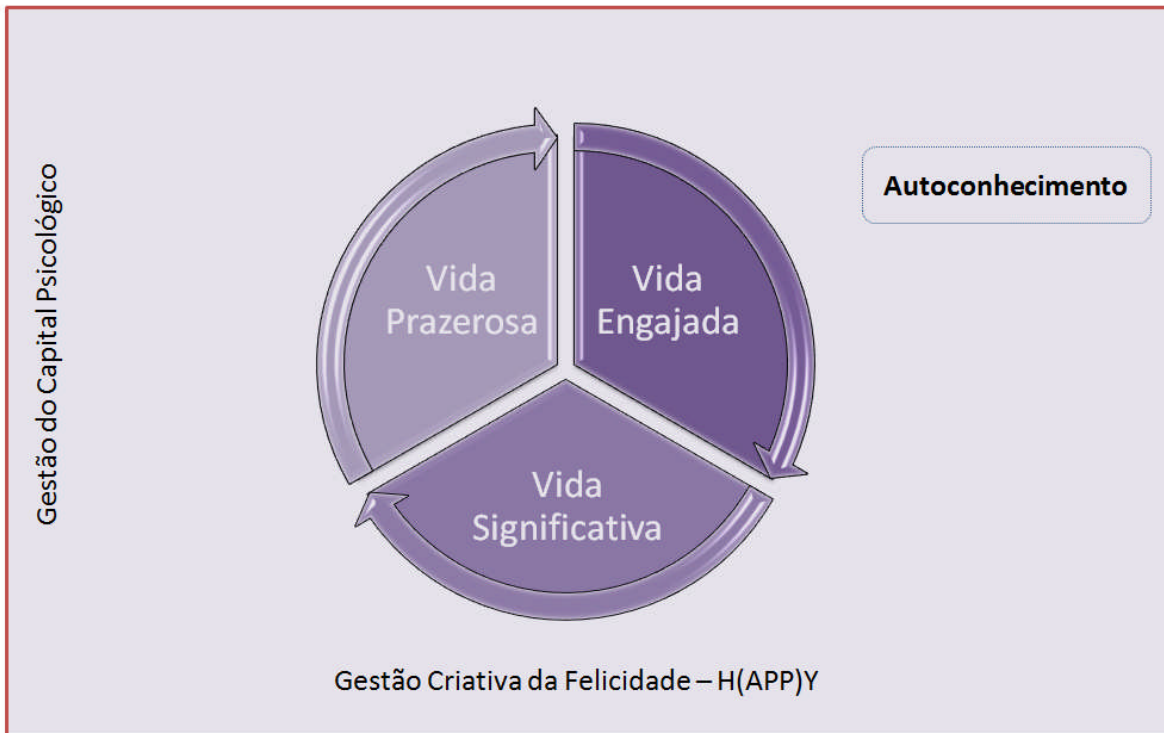 Gestão do Capital Psicológico
Vida
Prazerosa
Vida
Engajada
Autoconhecimento
Vida
Significativa
Gestão Criativa da Felicidade – H(APP)Y